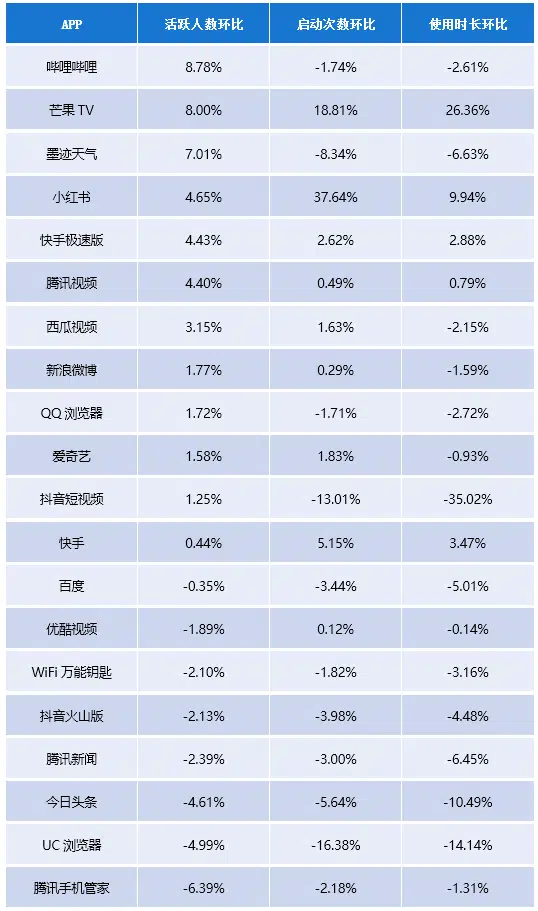 APP 活跃人数环比 启动次数环比 使用时长环比
哔哩哔哩 8.78% -1.74% -2.61%
芒果 TV 8.00% 18.81% 26.36%
墨迹天气 7.01% -8.34% -6.63%
小红书 4.65% 37.64% 9.94%
快手极速版 4.43% 2.62% 2.88%
腾讯视频 4.40% 0.49% 0.79%
西瓜视频 3.15% 1.63% -2.15%
新浪微博 1.77% 0.29% -1.59%
QQ 浏览器 1.72% -1.71% -2.72%
爱奇艺 1.58% 1.83% -0.93%
抖音短视频 1.25% -13.01% -35.02%
快手 0.44% 5.15% 3.47%
百度 -0.35% -3.44% -5.01%
优酷视频 -1.89% 0.12% -0.14%
WiFi 万能钥匙 -2.10% -1.82% -3.16%
抖音火山版 -2.13% -3.98% -4.48%
腾讯新闻 -2.39% -3.00% -6.45%
今日头条 -4.61% -5.64% -10.49%
UC 浏览器 -4.99% -16.38% -14.14%
腾讯手机管家 -6.39% -2.18% -1.31%